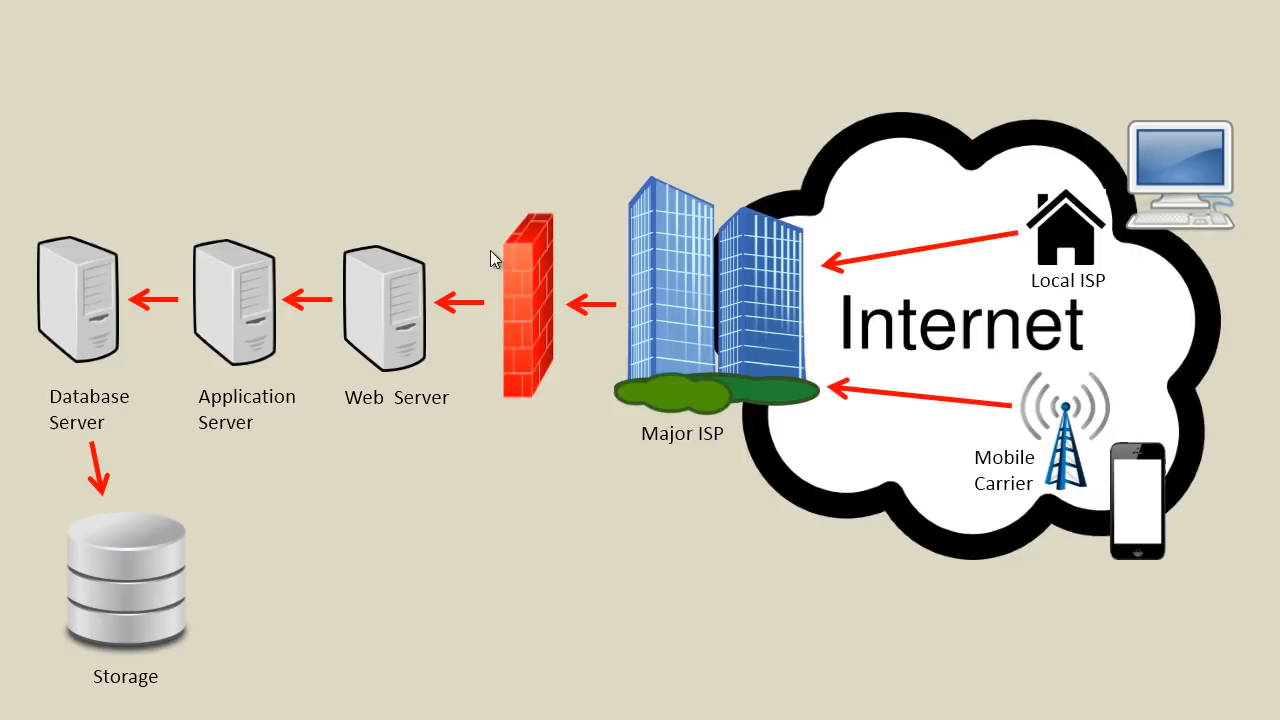 Local ISP
Internet
Database
Server
Application
Server
Web  Server
Major ISP
Mobile
Carrier
Storage